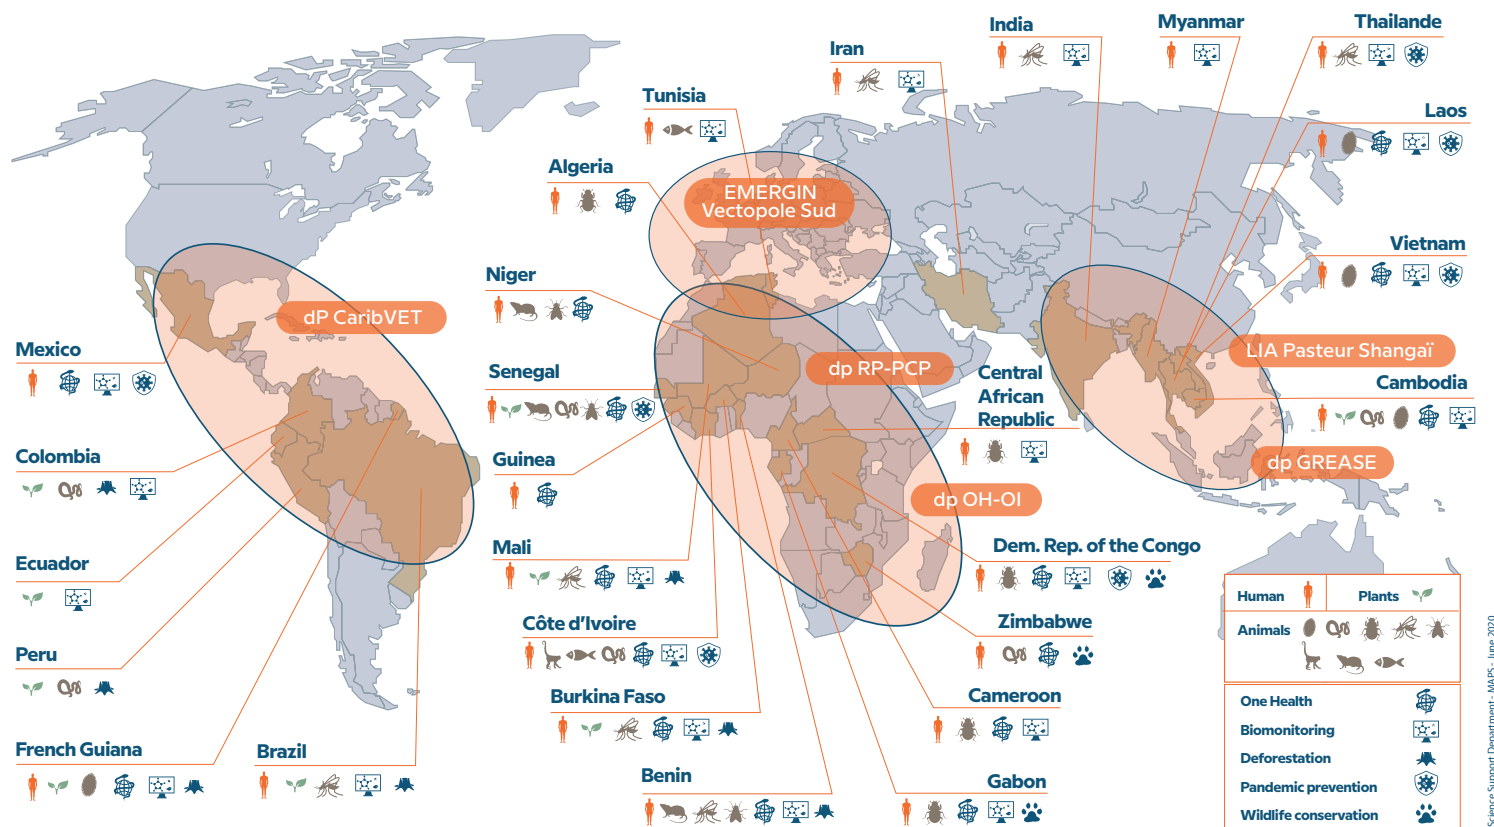 India
Myanmar
Thailande
Iran
Tunisia
Laos
Algeria
EMERGIN
Vectopole Sud
Vietnam
Niger
dP CaribVET
Mexico
LIA Pasteur Shangaï
Senegal
dp RP-PCP
Central
African
Republic
Cambodia
Colombia
Guinea
dp GREASE
dp OH-OI
Ecuador
Mali
Dem. Rep. of the Congo
Côte d'Ivoire
Zimbabwe
Peru
Burkina Faso
Cameroon
French Guiana
Brazil
Benin
Gabon
Human
Plants
Animals
One Health
Biomonitoring
Deforestation
Pandemic prevention
Wildlife conservation
Science Support Department - MAPS - June 2020